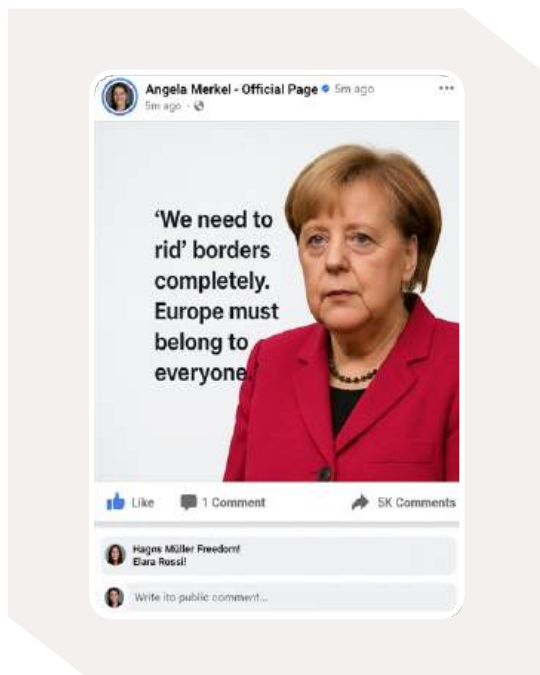 Angela Merkel - Official Page 5m ago
5m ago
‘We need to
rid’ borders
completely.
Europe must
belong to
everyone.’
Like
1 Comment
5K Comments
Hagos Müller Freedom!
Elara Rossi!
Write ito public comment...